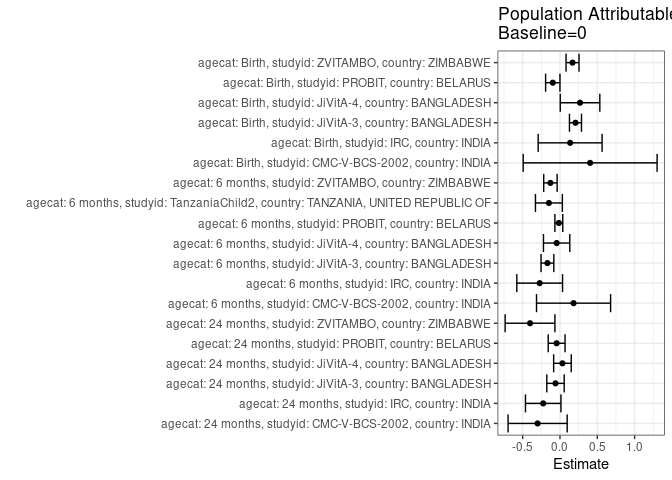 Population Attributable
Baseline=0
agecat: Birth, studyid: ZVITAMBO, country: ZIMBABWE
agecat: Birth, studyid: PROBIT, country: BELARUS
agecat: Birth, studyid: JiVitA-4, country: BANGLADESH
agecat: Birth, studyid: JiVitA-3, country: BANGLADESH
agecat: Birth, studyid: IRC, country: INDIA
agecat: Birth, studyid: CMC-V-BCS-2002, country: INDIA
agecat: 6 months, studyid: ZVITAMBO, country: ZIMBABWE
agecat: 6 months, studyid: TanzaniaChild2, country: TANZANIA, UNITED REPUBLIC OF
agecat: 6 months, studyid: PROBIT, country: BELARUS
agecat: 6 months, studyid: JiVitA-4, country: BANGLADESH
agecat: 6 months, studyid: JiVitA-3, country: BANGLADESH
agecat: 6 months, studyid: IRC, country: INDIA
agecat: 6 months, studyid: CMC-V-BCS-2002, country: INDIA
agecat: 24 months, studyid: ZVITAMBO, country: ZIMBABWE
agecat: 24 months, studyid: PROBIT, country: BELARUS
agecat: 24 months, studyid: JiVitA-4, country: BANGLADESH
agecat: 24 months, studyid: JiVitA-3, country: BANGLADESH
agecat: 24 months, studyid: IRC, country: INDIA
agecat: 24 months, studyid: CMC-V-BCS-2002, country: INDIA
-0.5 0.0 0.5 1.0
Estimate